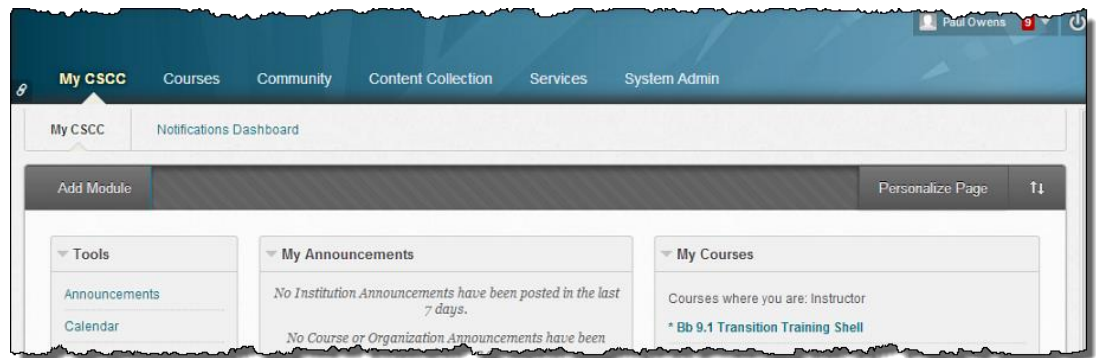 Paul Owens 9
My CSCC Courses Community Content Collection Services System Admin
My CSCC Notifications Dashboard
Add Module Personalize Page
Tools
Announcements
Calendar
My Announcements
No Institution Announcements have been posted in the last
7 days.
No Course or Organization Announcements have been
My Courses
Courses where you are: Instructor
* Bb 9.1 Transition Training Shell